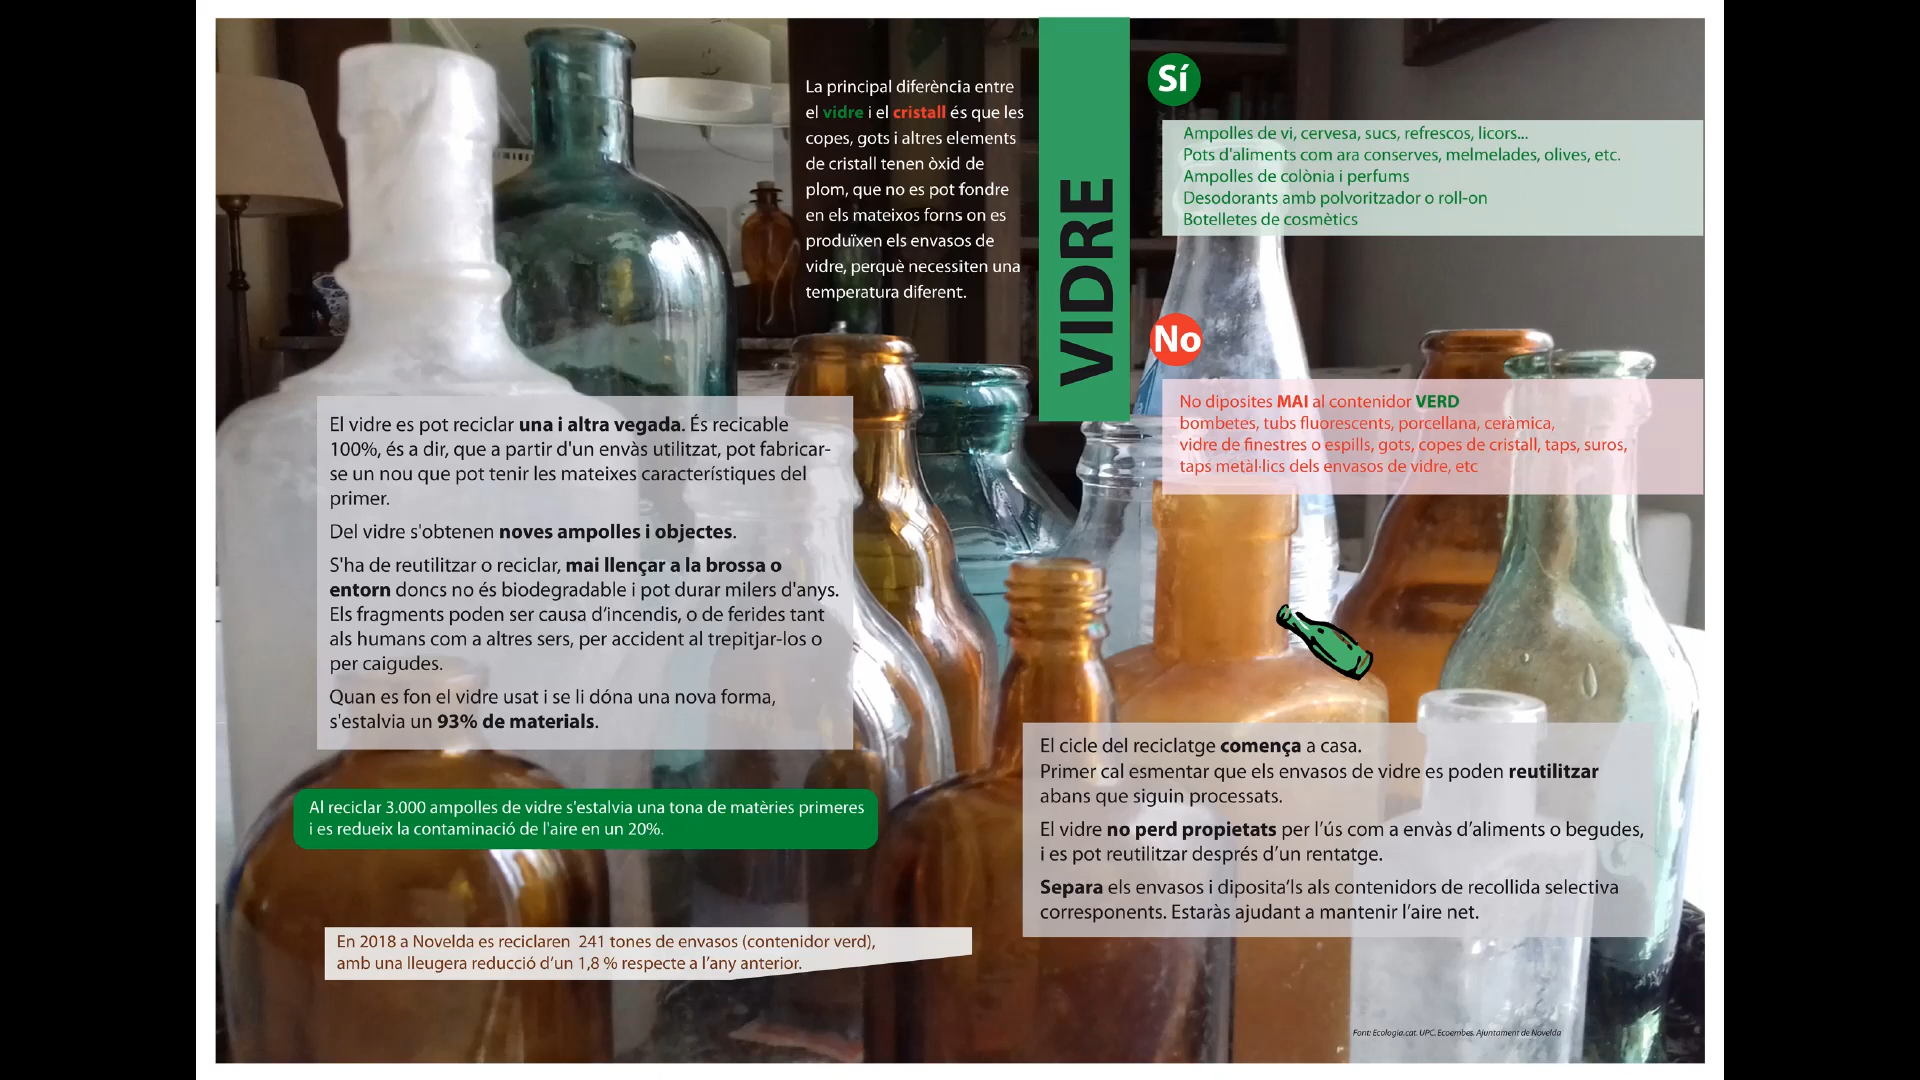 La principal diferència entre
el vidre i el cristall és que les
copes, gots i altres elements
de cristall tenen òxid de
plom, que no es pot fondre
en els mateixos forns on es
produïxen els envasos de
vidre, perquè necessiten una
temperatura diferent.
VIDRE
Sí
Ampolles de vi, cervesa, sucs, refrescos, licors...
Pots d'aliments com ara conserves, melmelades, olives, etc.
Ampolles de colònia i perfums
Desodorants amb polvoritzador o roll-on
Botelletes de cosmètics
No
No diposites MAI al contenidor VERD
bombetes, tubs fluorescents, porcellana, ceràmica,
vidre de finestres o espills, gots, copes de cristall, taps, suros,
taps metàl·lics dels envasos de vidre, etc
El vidre es pot reciclar una i altra vegada. És recicable
100%, és a dir, que a partir d'un envàs utilitzat, pot fabricar-
se un nou que pot tenir les mateixes característiques del
primer.
Del vidre s'obtenen noves ampolles i objectes.
S'ha de reutilitzar o reciclar, mai llençar a la brossa o
entorn doncs no és biodegradable i pot durar milers d'anys.
Els fragments poden ser causa d’incendis, o de ferides tant
als humans com a altres sers, per accident al trepitjar-los o
per caigudes.
Quan es fon el vidre usat i se li dóna una nova forma,
s'estalvia un 93% de materials.
Al reciclar 3.000 ampolles de vidre s'estalvia una tona de matèries primeres
i es redueix la contaminació de l'aire en un 20%.
En 2018 a Novelda es reciclaren 241 tones de envasos (contenidor verd),
amb una lleugera reducció d’un 1,8 % respecte a l’any anterior.
El cicle del reciclatge comença a casa.
Primer cal esmentar que els envasos de vidre es poden reutilitzar
abans que siguin processats.
El vidre no perd propietats per l’ús com a envàs d’aliments o begudes,
i es pot reutilitzar després d’un rentatge.
Separa els envasos i diposita’ls als contenidors de recollida selectiva
corresponents. Estaràs ajudant a mantenir l’aire net.
Font: Ecologia.cat. UPC. Ecoembes. Ajuntament de Novelda